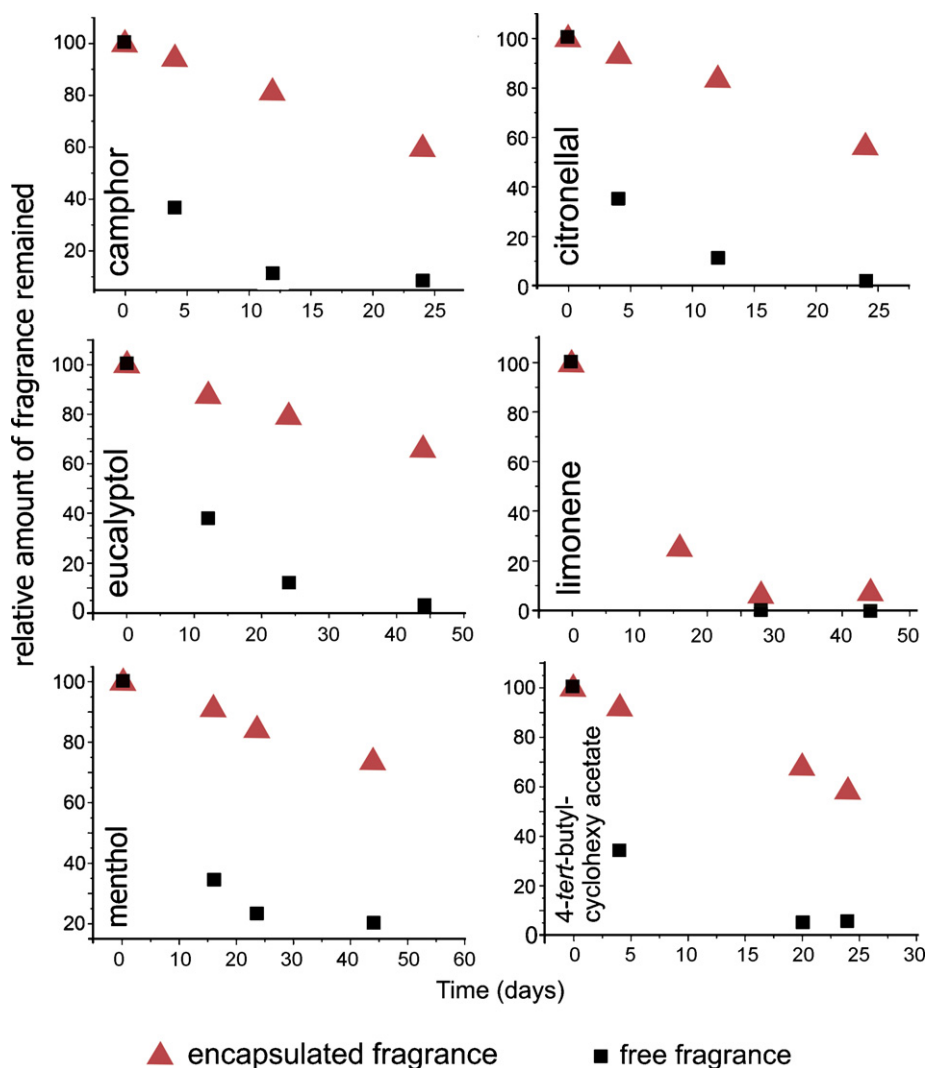 relative amount of fragrance remained
camphor
100
80
60
40
20
0 5 10 15 20 25
citronellal
100
80
60
40
20
0
0 5 10 15 20 25
eucalyptol
100
80
60
40
20
0
0 10 20 30 40 50
limonene
100
80
60
40
20
0
0 10 20 30 40 50
menthol
100
80
60
40
20
0 10 20 30 40 50 60
4-tert-butyl-
cyclohexy acetate
100
80
60
40
20
0
0 5 10 15 20 25 30
Time (days)
encapsulated fragrance free fragrance